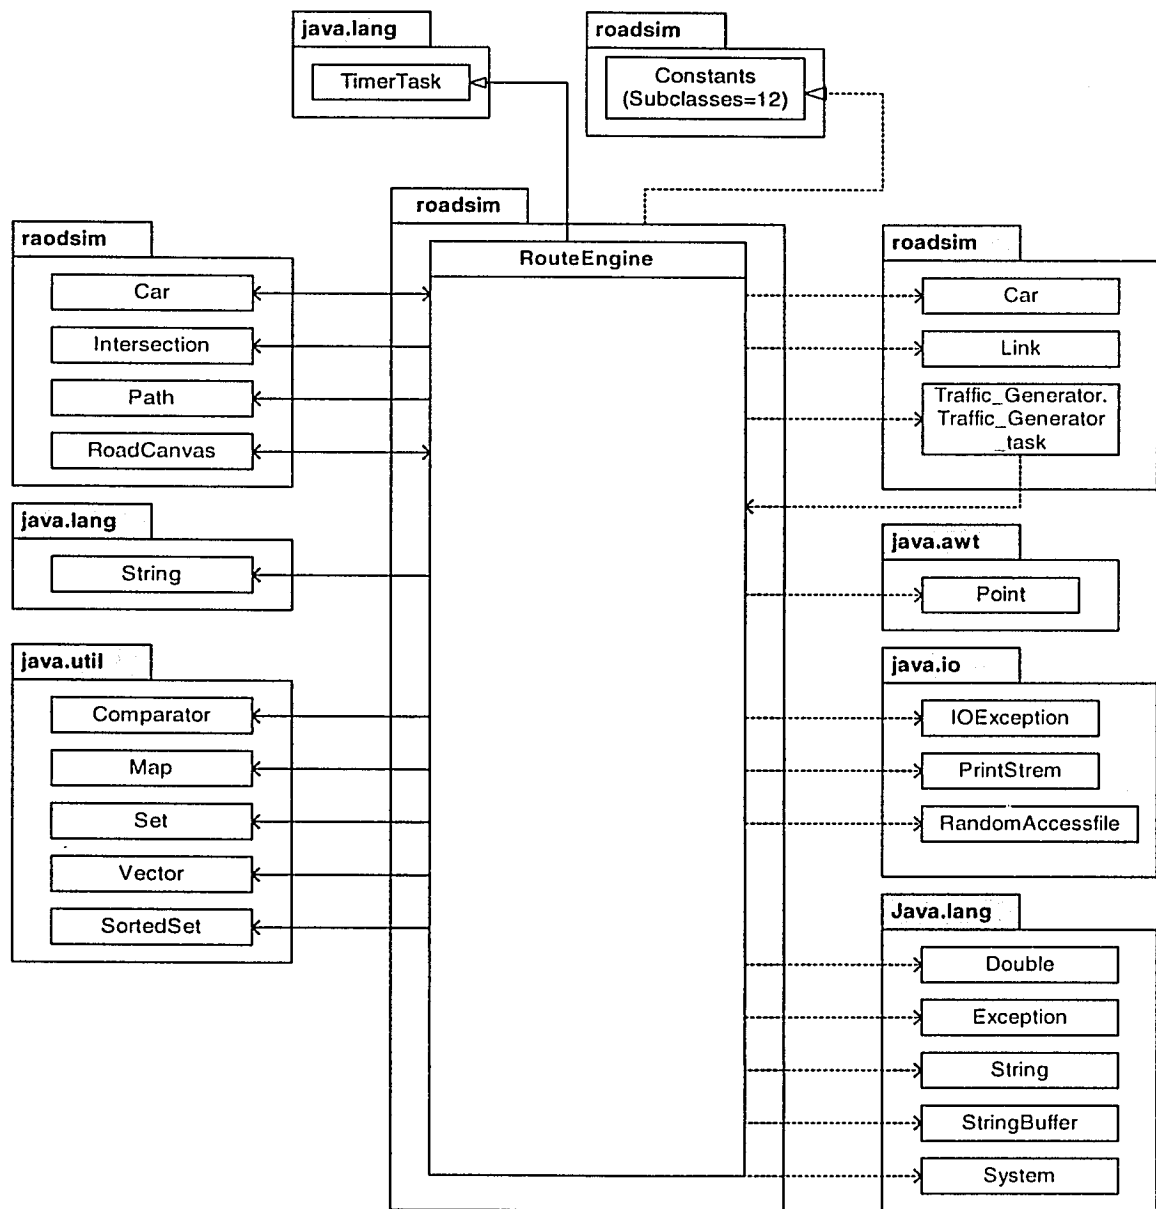 java.lang
TimerTask
roadsim
Constants
(Subclasses=12)
roadsim
RouteEngine
raodsim
Car
Intersection
Path
RoadCanvas
java.lang
String
java.util
Comparator
Map
Set
Vector
SortedSet
roadsim
Car
Link
Traffic_Generator.
Traffic_Generator
_task
java.awt
Point
java.io
IOException
PrintStrem
RandomAccessfile
Java.lang
Double
Exception
String
StringBuffer
System